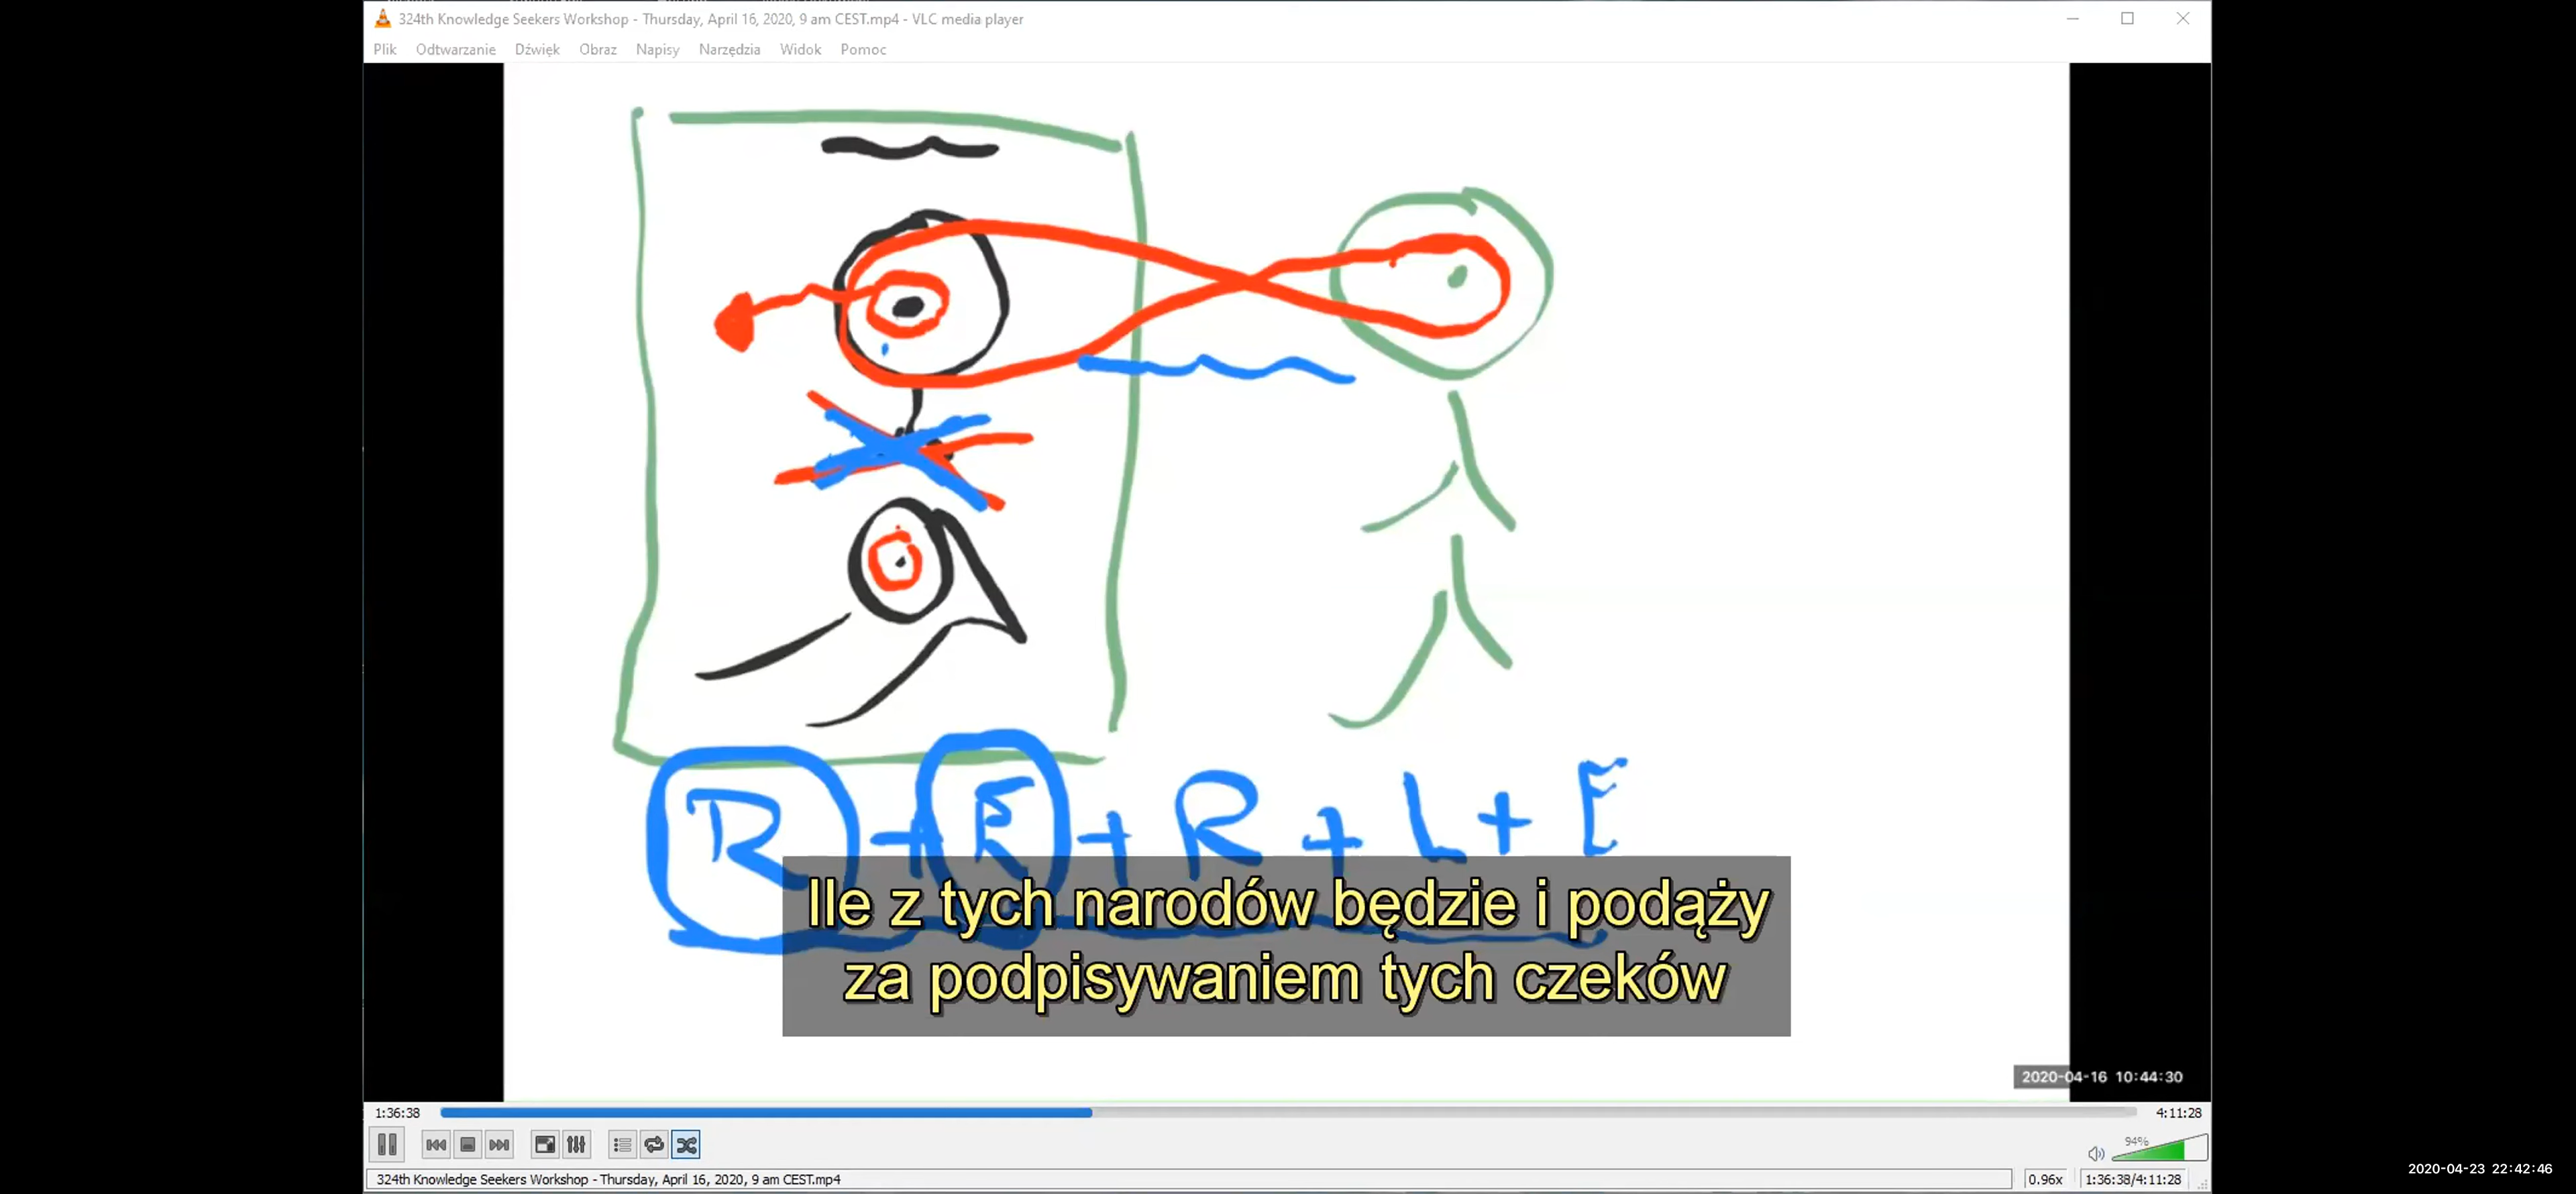 324th Knowledge Seekers Workshop - Thursday, April 16, 2020, 9 am CEST.mp4 - VLC media player
Plik Odtwarzanie Dźwięk Obraz Napisy Narzędzia Widok Pomoc
R + E + R + L + E
Ile z tych narodów będzie i podąży
za podpisywaniem tych czeków
2020-04-16 10:44:30
1:36:38 4:11:28
94%
324th Knowledge Seekers Workshop - Thursday, April 16, 2020, 9 am CEST.mp4 0.96x 1:36:38/4:11:28
2020-04-23 22:42:46